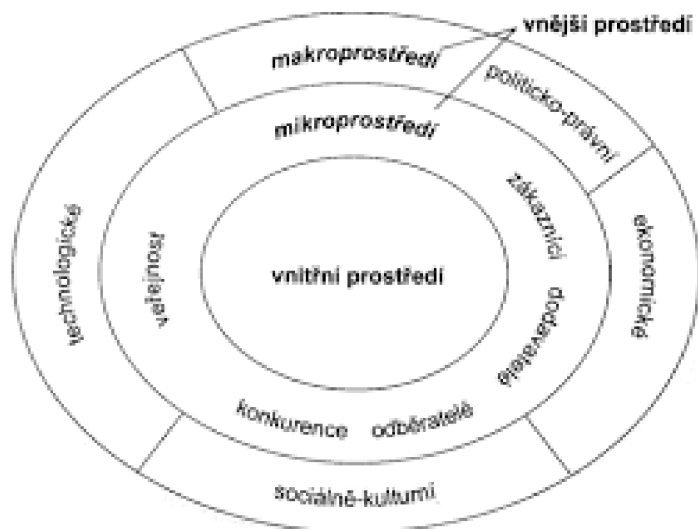 vnější prostředí
makroprostředí
politicko-právní
mikroprostředí
zákazníci
ekonomické
technologické
veřejnost
vnitřní prostředí
dodavatelé
konkurence odběratelé
sociálně-kulturní